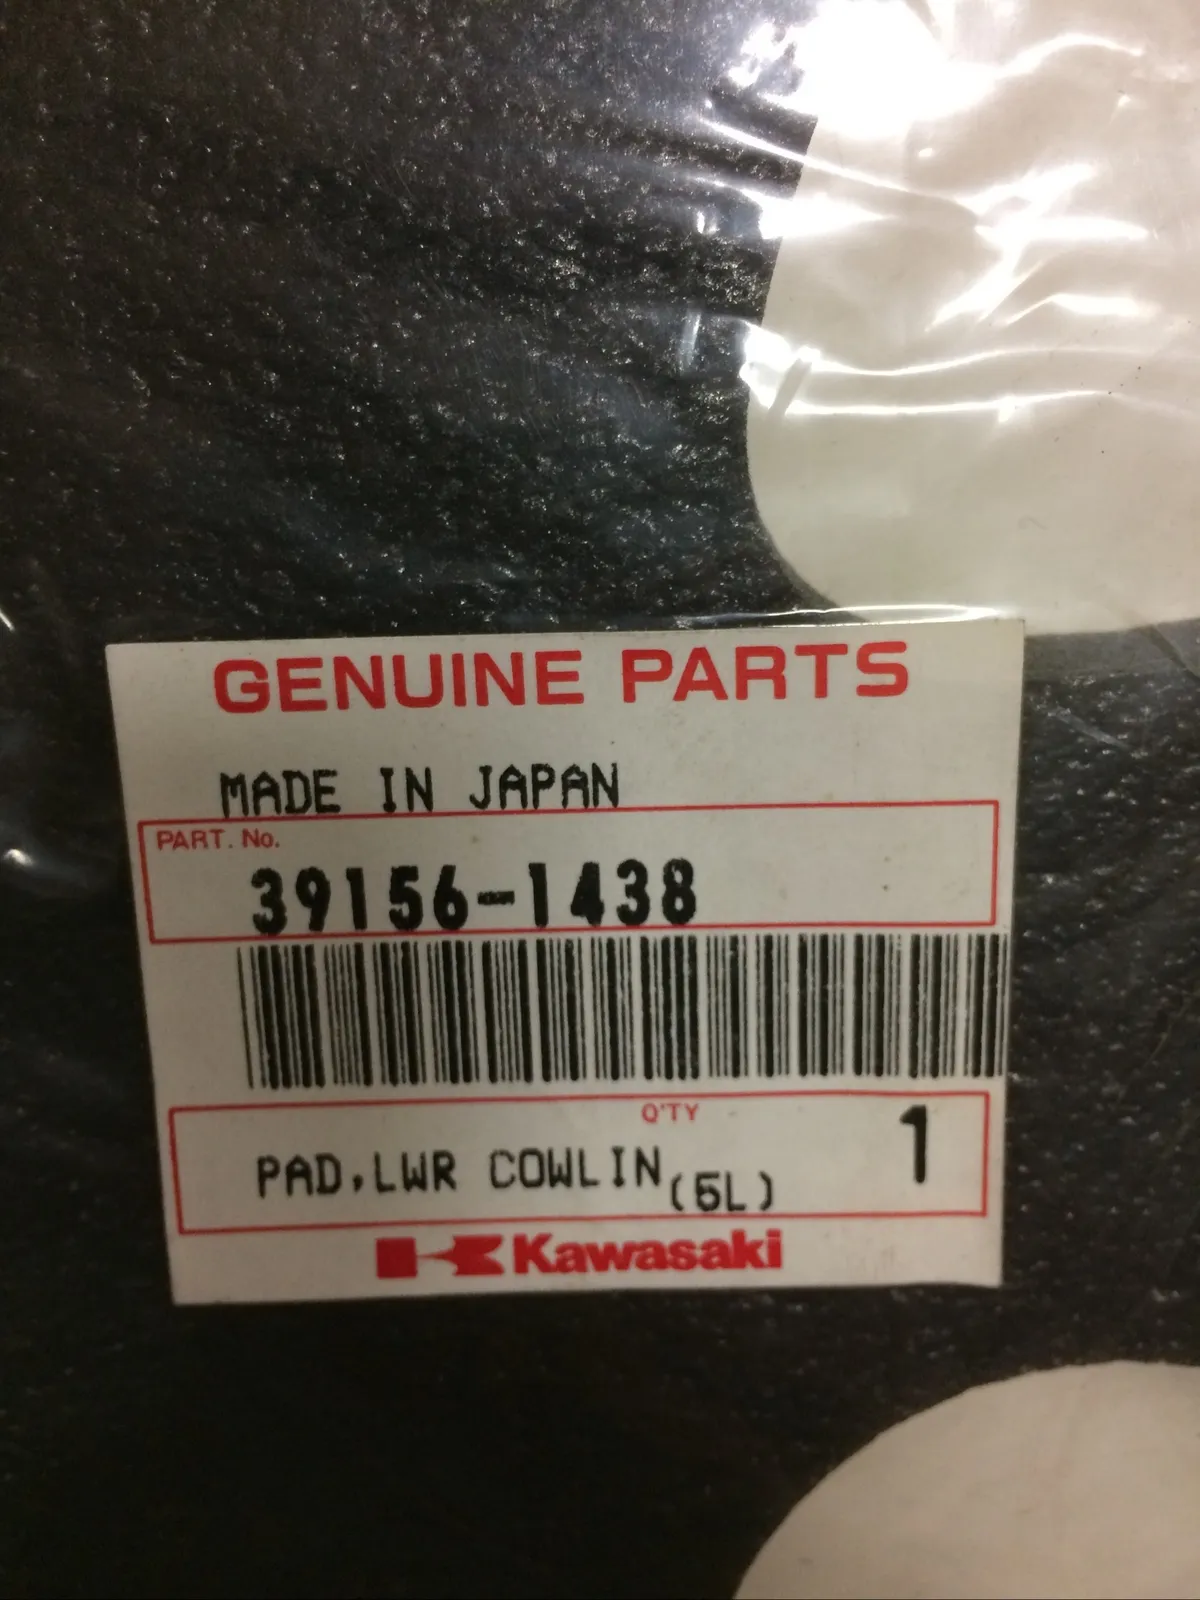 GENUINE PARTS
MADE IN JAPAN
PART. No.
39156-1438
Q'TY
PAD,LWR COWLIN(5L) 1
Kawasaki